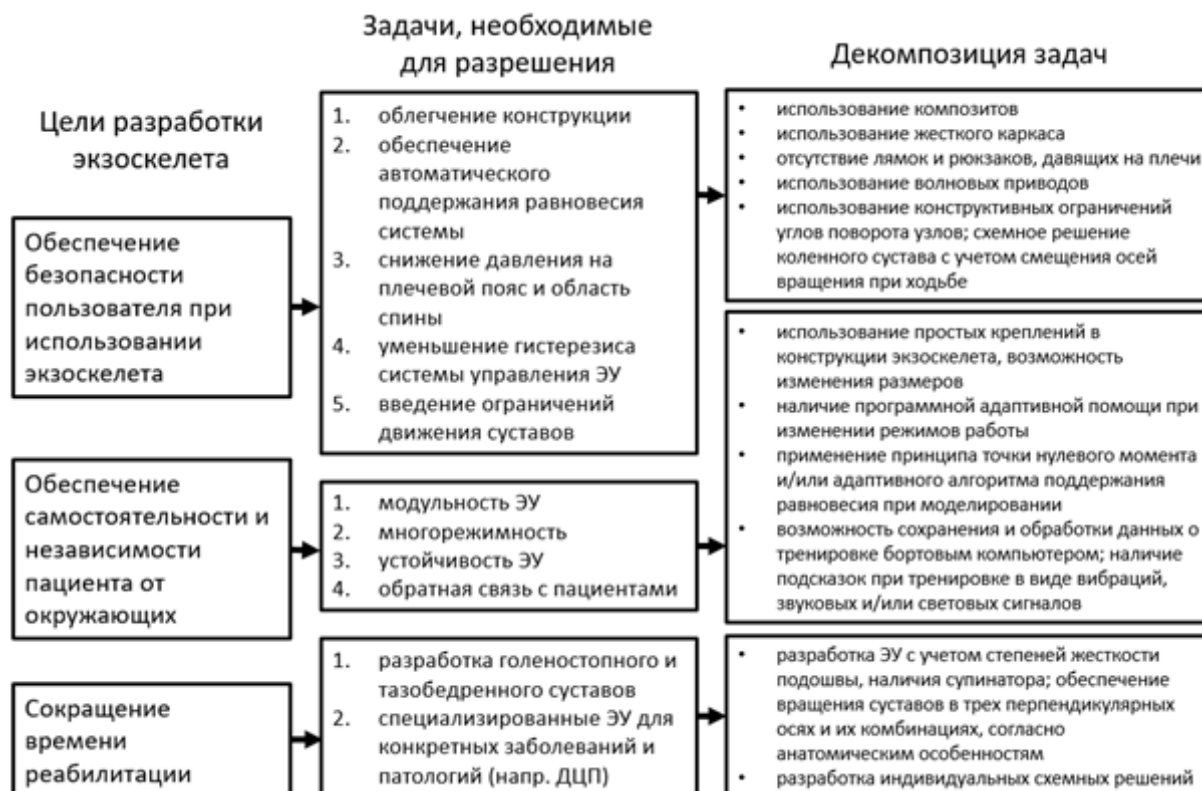 Цели разработки
экзоскелета
Обеспечение
безопасности
пользователя при
использовании
экзоскелета
Обеспечение
самостоятельности и
независимости
пациента от
окружающих
Сокращение
времени
реабилитации
Задачи, необходимые
для разрешения
1. облегчение конструкции
2. обеспечение
автоматического
поддержания равновесия
системы
3. снижение давления на
плечевой пояс и область
спины
4. уменьшение гистерезиса
системы управления ЭУ
5. введение ограничений
движения суставов
1. модульность ЭУ
2. многорежимность
3. устойчивость ЭУ
4. обратная связь с пациентами
1. разработка голеностопного и
тазобедренного суставов
2. специализированные ЭУ для
конкретных заболеваний и
патологий (напр. ДЦП)
Декомпозиция задач
• использование композитов
• использование жесткого каркаса
• отсутствие лямок и рюкзаков, давящих на плечи
• использование волновых приводов
• использование конструктивных ограничений
углов поворота узлов; схемное решение
коленного сустава с учетом смещения осей
вращения при ходьбе
• использование простых креплений в
конструкции экзоскелета, возможность
изменения размеров
• наличие программной адаптивной помощи при
изменении режимов работы
• применение принципа точки нулевого момента
и/или адаптивного алгоритма поддержания
равновесия при моделировании
• возможность сохранения и обработки данных о
тренировке бортовым компьютером; наличие
подсказок при тренировке в виде вибраций,
звуковых и/или световых сигналов
• разработка ЭУ с учетом степеней жесткости
подошвы, наличия супинатора; обеспечение
вращения суставов в трех перпендикулярных
осях и их комбинациях, согласно
анатомическим особенностям
• разработка индивидуальных схемных решений